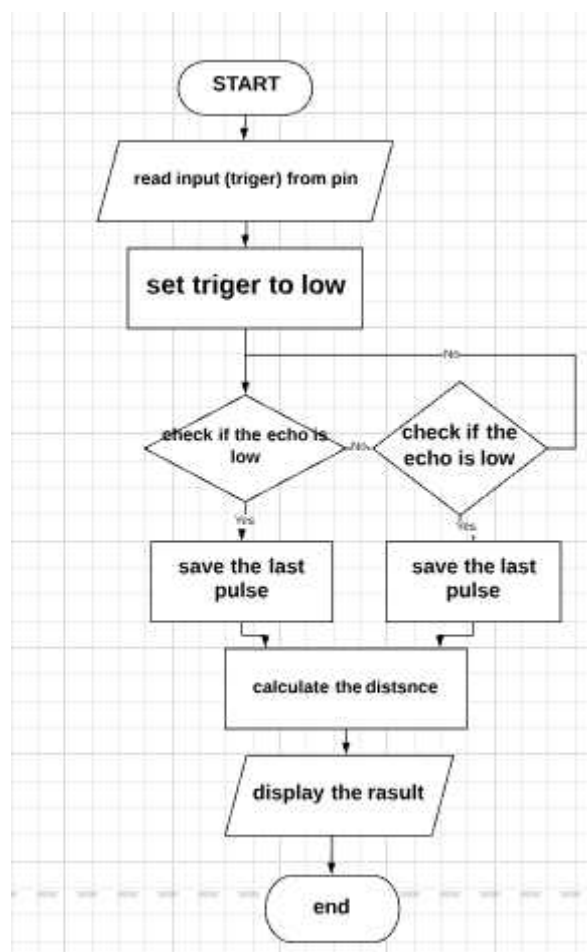 START
read input (triger) from pin
set triger to low
No
check if the echo is
low
No
check if the
echo is low
Yes
Yes
save the last
pulse
save the last
pulse
calculate the distsnce
display the rasult
end